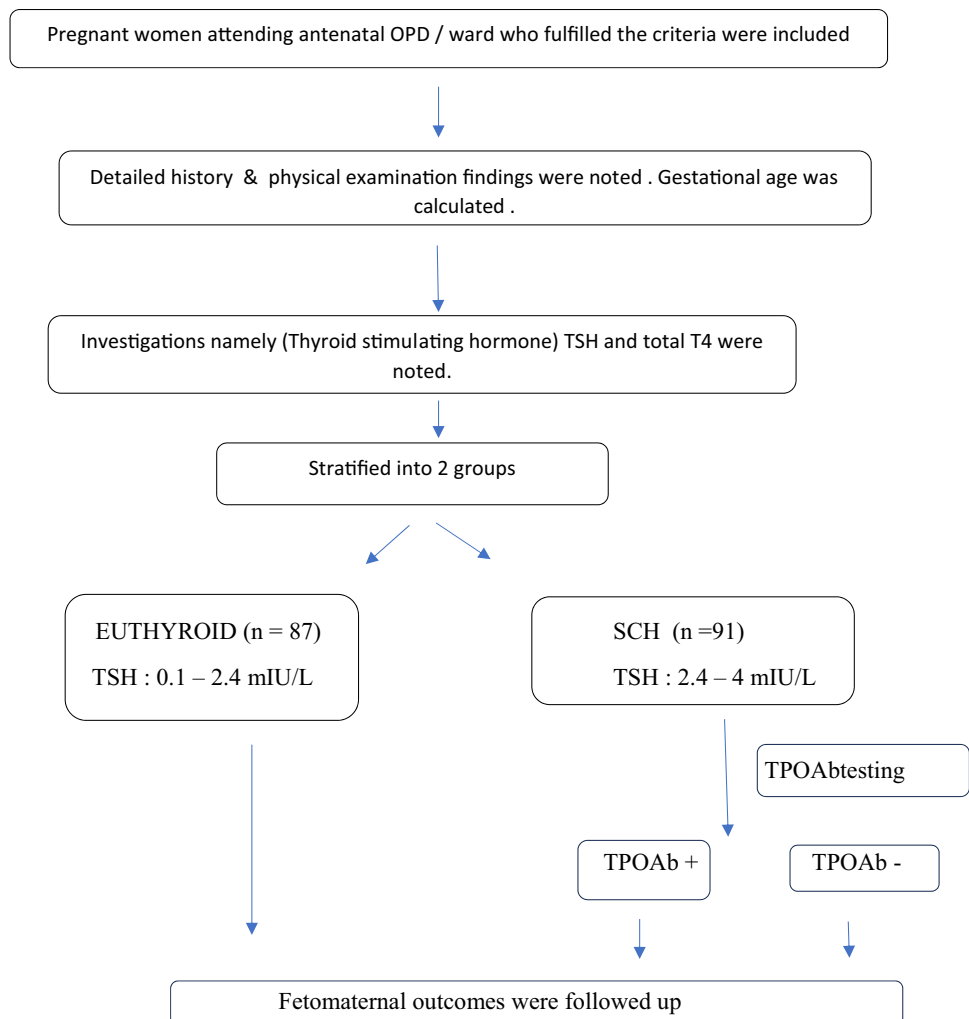 Pregnant women attending antenatal OPD / ward who fulfilled the criteria were included
Detailed history & physical examination findings were noted . Gestational age was
calculated .
Investigations namely (Thyroid stimulating hormone) TSH and total T4 were
noted.
Stratified into 2 groups
EUTHYROID (n = 87)
TSH : 0.1 – 2.4 mIU/L
SCH (n =91)
TSH : 2.4 – 4 mIU/L
TPOAbtesting
TPOAb +
TPOAb -
Fetomaternal outcomes were followed up